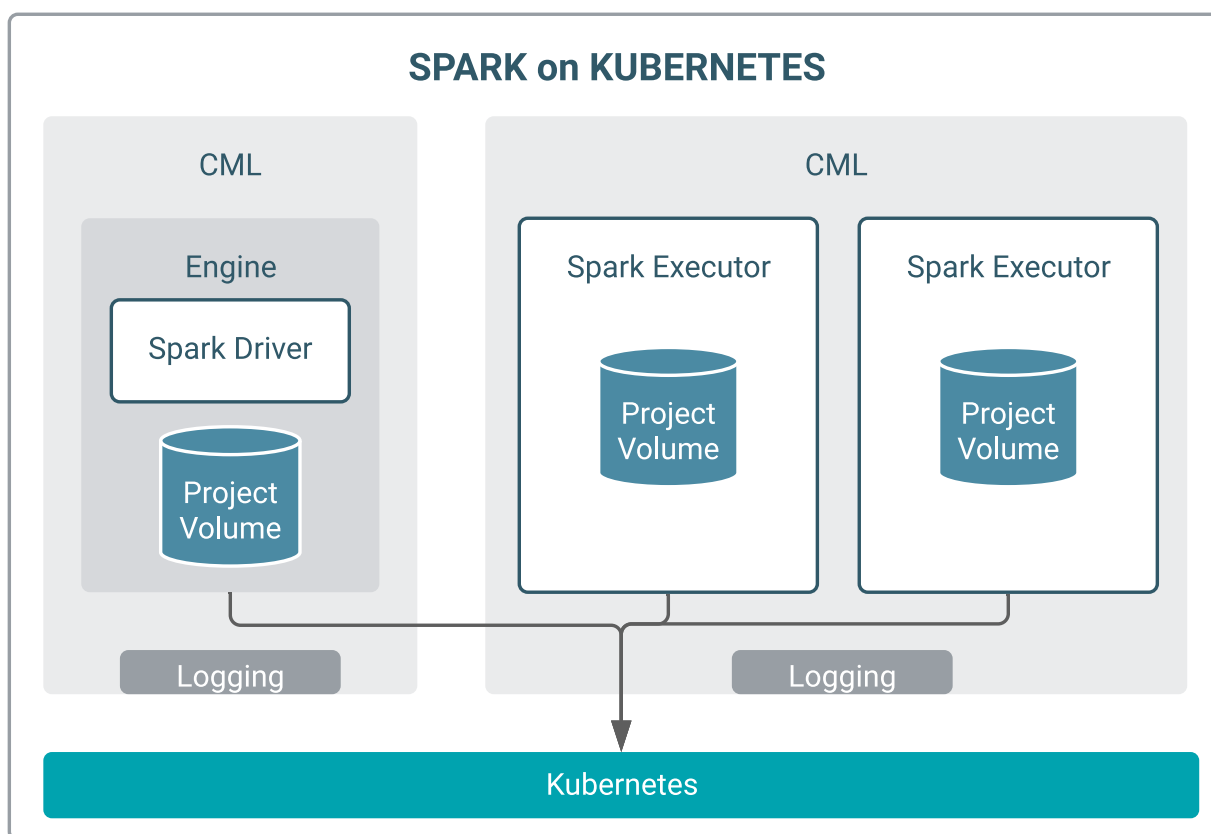 SPARK on KUBERNETES
CML
Engine
Spark Driver
Project
Volume
Logging
CML
Spark Executor
Project
Volume
Spark Executor
Project
Volume
Logging
Kubernetes